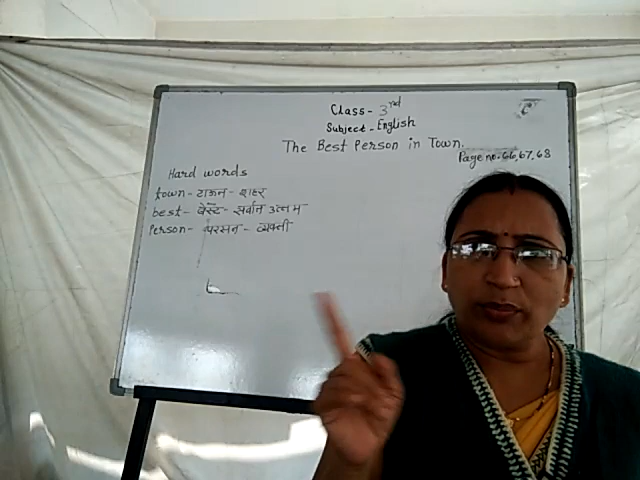 Class - 3rd
Subject - English
The Best Person in Town.
Page no. 66, 67, 68
Hard words
town - टाऊन - शहर
best - बेस्ट - सर्वोन उत्तम
Person - परसन - व्यक्ती